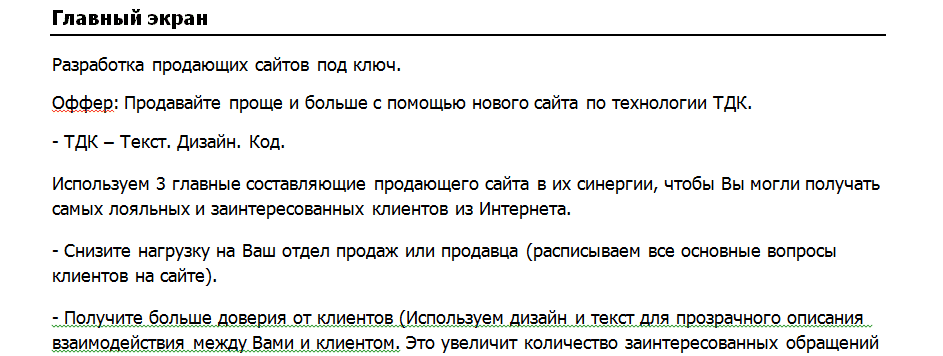 Главный экран
Разработка продающих сайтов под ключ.
Оффер: Продавайте проще и больше с помощью нового сайта по технологии ТДК.
- ТДК – Текст. Дизайн. Код.
Используем 3 главные составляющие продающего сайта в их синергии, чтобы Вы могли получать
самых лояльных и заинтересованных клиентов из Интернета.
- Снизите нагрузку на Ваш отдел продаж или продавца (расписываем все основные вопросы
клиентов на сайте).
- Получите больше доверия от клиентов (Используем дизайн и текст для прозрачного описания
взаимодействия между Вами и клиентом. Это увеличит количество заинтересованных обращений